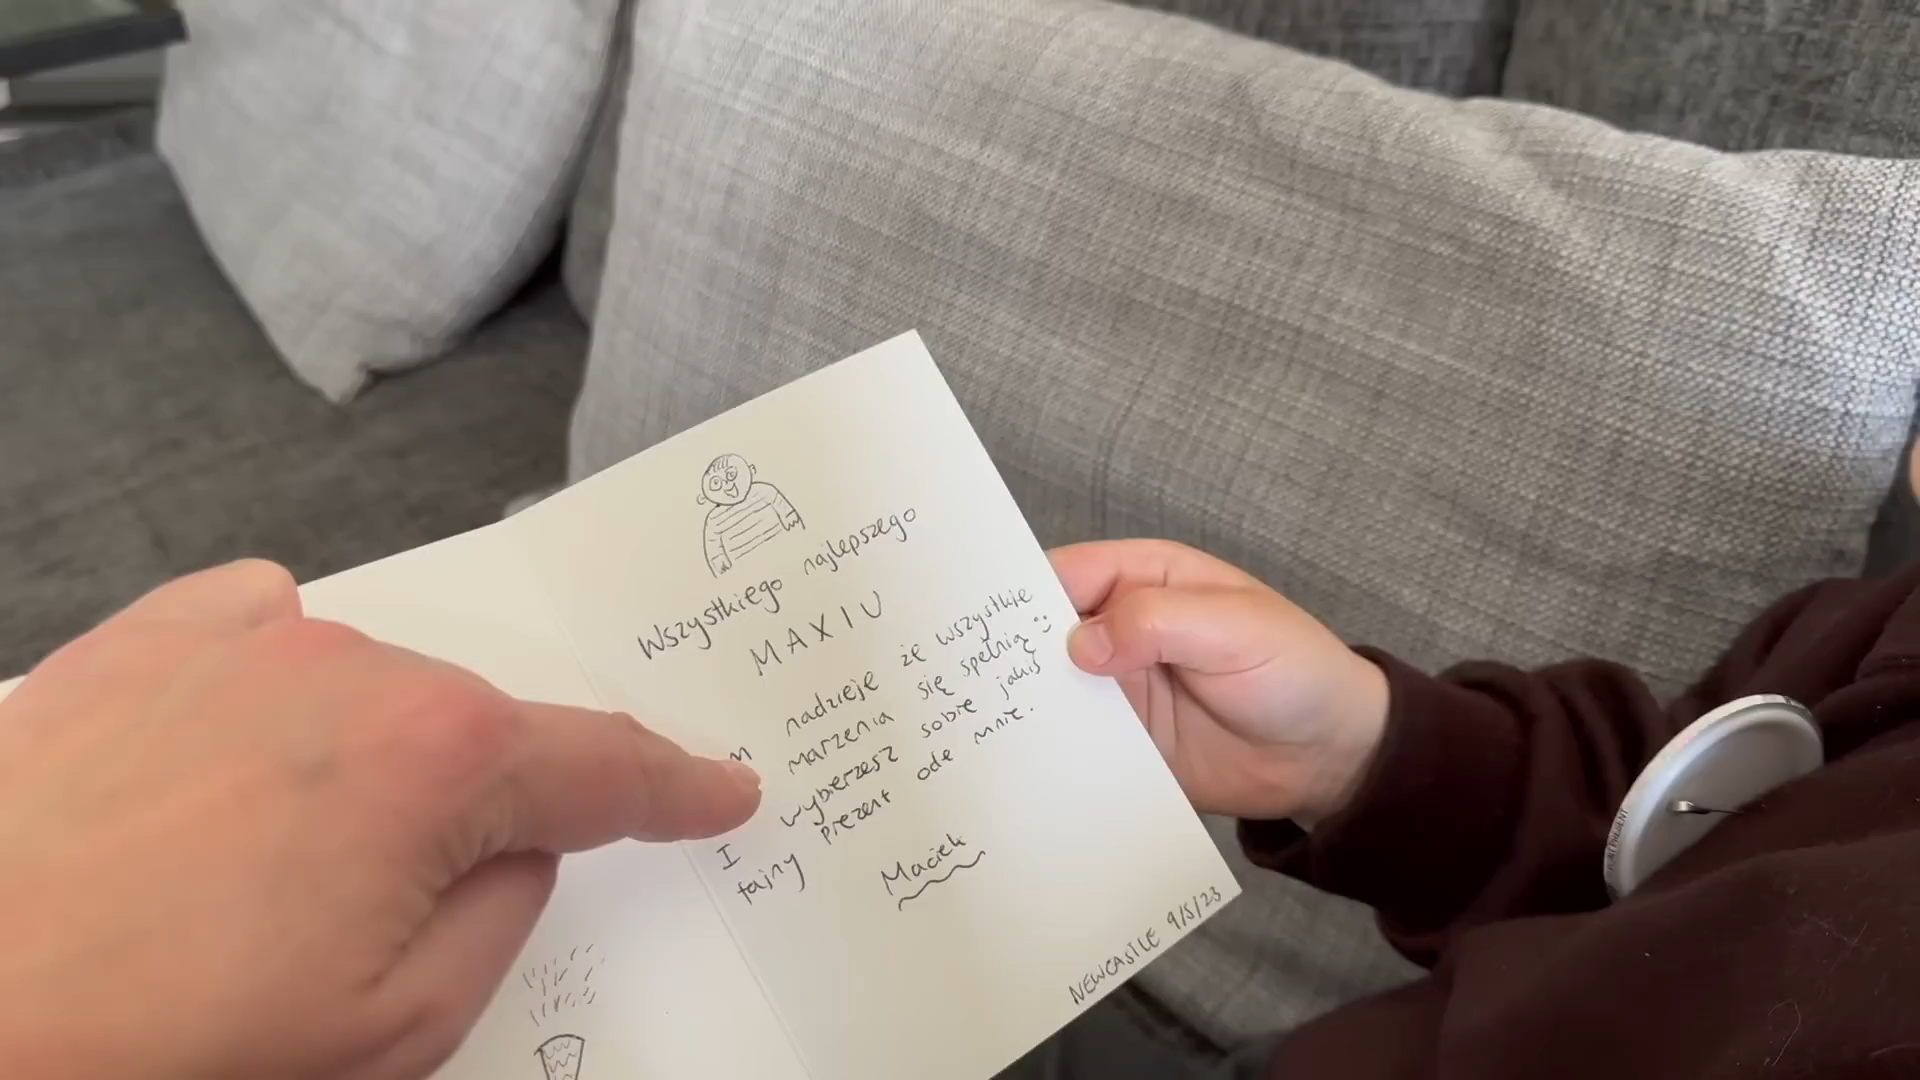 Wszystkiego najlepszego
MAXIU
m nadzieje że wszystkie
marzenia się spełnią :)
I wybierzesz sobie jakiś
fajny prezent ode mnie.
Maciek
NEWCASTLE 9/5/23